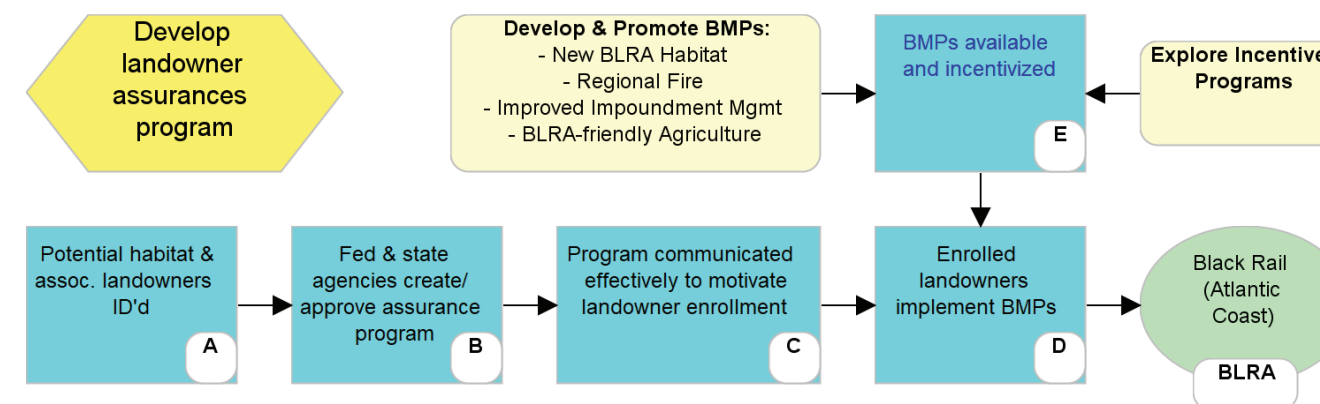 Develop
landowner
assurances
program
Develop & Promote BMPs:
- New BLRA Habitat
- Regional Fire
- Improved Impoundment Mgmt
- BLRA-friendly Agriculture
BMPs available
and incentivized
E
Explore Incentive
Programs
Potential habitat &
assoc. landowners
ID'd
A
Fed & state
agencies create/
approve assurance
program
B
Program communicated
effectively to motivate
landowner enrollment
C
Enrolled
landowners
implement BMPs
D
Black Rail
(Atlantic
Coast)
BLRA